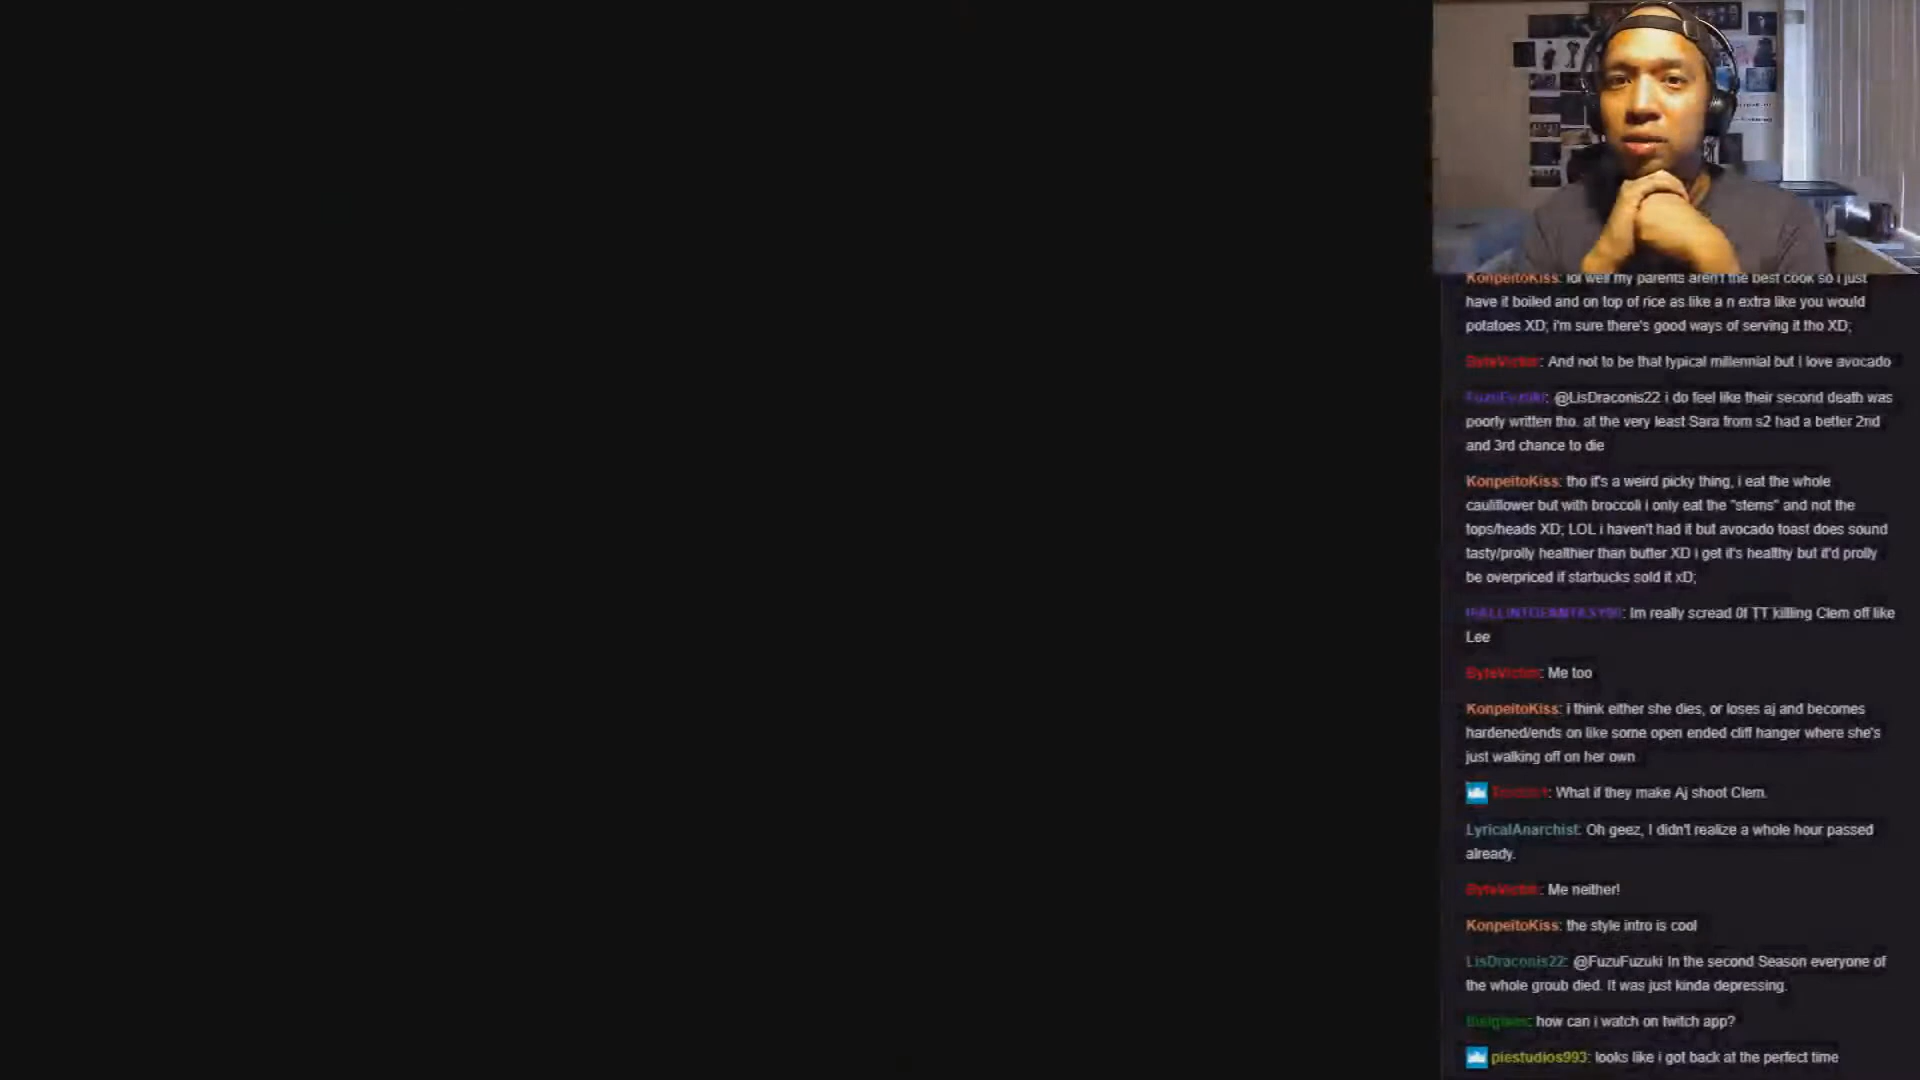 KonpeitoKiss: lol well my parents aren't the best cook so i just
have it boiled and on top of rice as like a n extra like you would
potatoes XD; i'm sure there's good ways of serving it tho XD;
ByteVictor: And not to be that typical millennial but I love avocado
FuzuFuzuki: @LisDraconis22 i do feel like their second death was
poorly written tho. at the very least Sara from s2 had a better 2nd
and 3rd chance to die
KonpeitoKiss: tho it's a weird picky thing, i eat the whole
cauliflower but with broccoli i only eat the "stems" and not the
tops/heads XD; LOL i haven't had it but avocado toast does sound
tasty/prolly healthier than butter XD i get it's healthy but it'd prolly
be overpriced if starbucks sold it xD;
: Im really scread 0f TT killing Clem off like
Lee
ByteVictor: Me too
KonpeitoKiss: i think either she dies, or loses aj and becomes
hardened/ends on like some open ended cliff hanger where she's
just walking off on her own
: What if they make Aj shoot Clem.
LyricalAnarchist: Oh geez, I didn't realize a whole hour passed
already.
ByteVictor: Me neither!
KonpeitoKiss: the style intro is cool
LisDraconis22: @FuzuFuzuki In the second Season everyone of
the whole groub died. It was just kinda depressing.
: how can i watch on twitch app?
piestudios993: looks like i got back at the perfect time